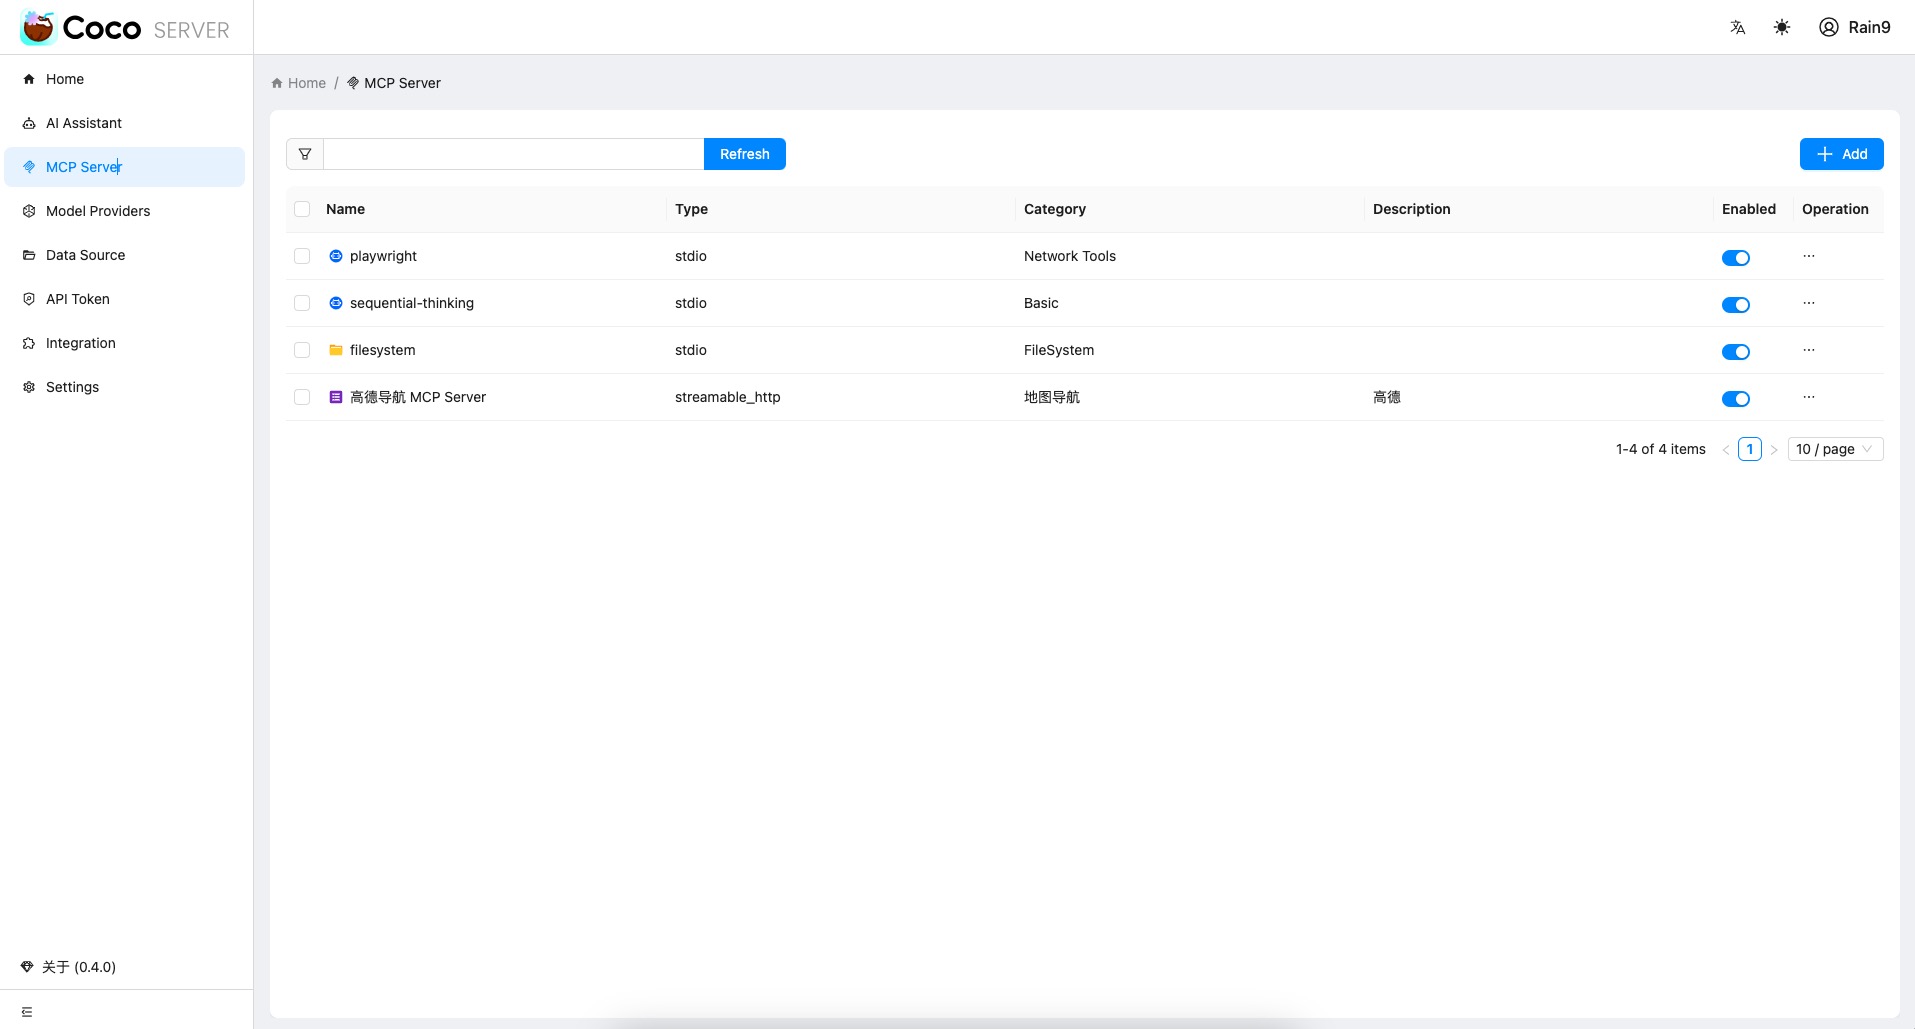 Coco SERVER
Rain9
Home
AI Assistant
MCP Server
Model Providers
Data Source
API Token
Integration
Settings
关于 (0.4.0)
Home / MCP Server
Refresh
Add
Name Type Category Description Enabled Operation
playwright stdio Network Tools ···
sequential-thinking stdio Basic ···
filesystem stdio FileSystem ···
高德导航 MCP Server streamable_http 地图导航 高德 ···
1-4 of 4 items < 1 > 10 / page